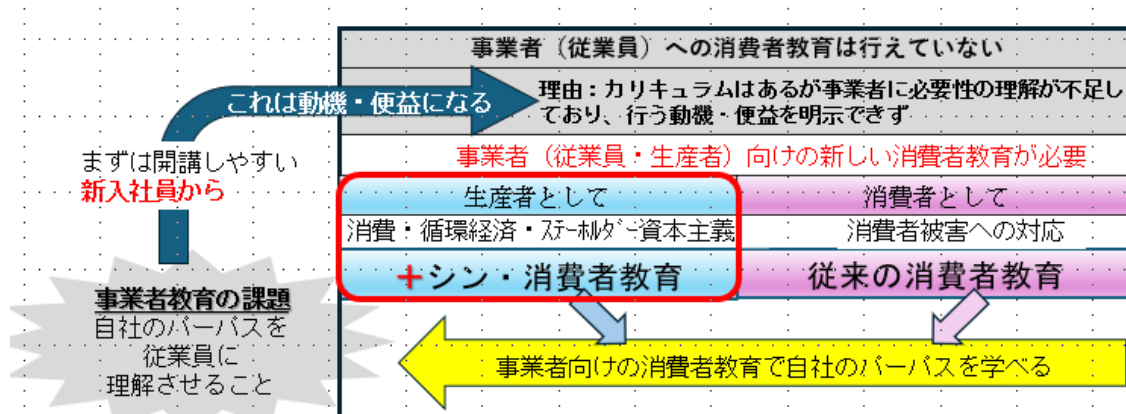 事業者（従業員）への消費者教育は行えていない
これは動機・便益になる
理由：カリキュラムはあるが事業者に必要性の理解が不足し
ており、行う動機・便益を明示できず
まずは開講しやすい
新入社員から
事業者（従業員・生産者）向けの新しい消費者教育が必要
生産者として
消費者として
消費・循環経済・ｽﾃｰｸﾎﾙﾀﾞｰ資本主義
消費者被害への対応
＋シン・消費者教育
従来の消費者教育
事業者教育の課題
自社のパーパスを
従業員に
理解させること
事業者向けの消費者教育で自社のパーパスを学べる